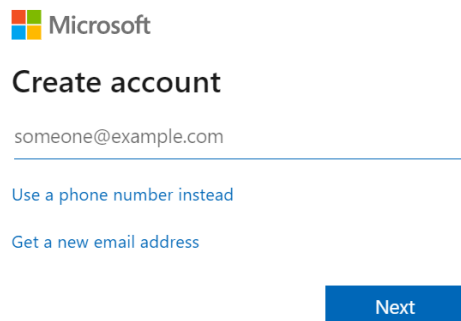 Microsoft
Create account
someone@example.com
Use a phone number instead
Get a new email address
Next